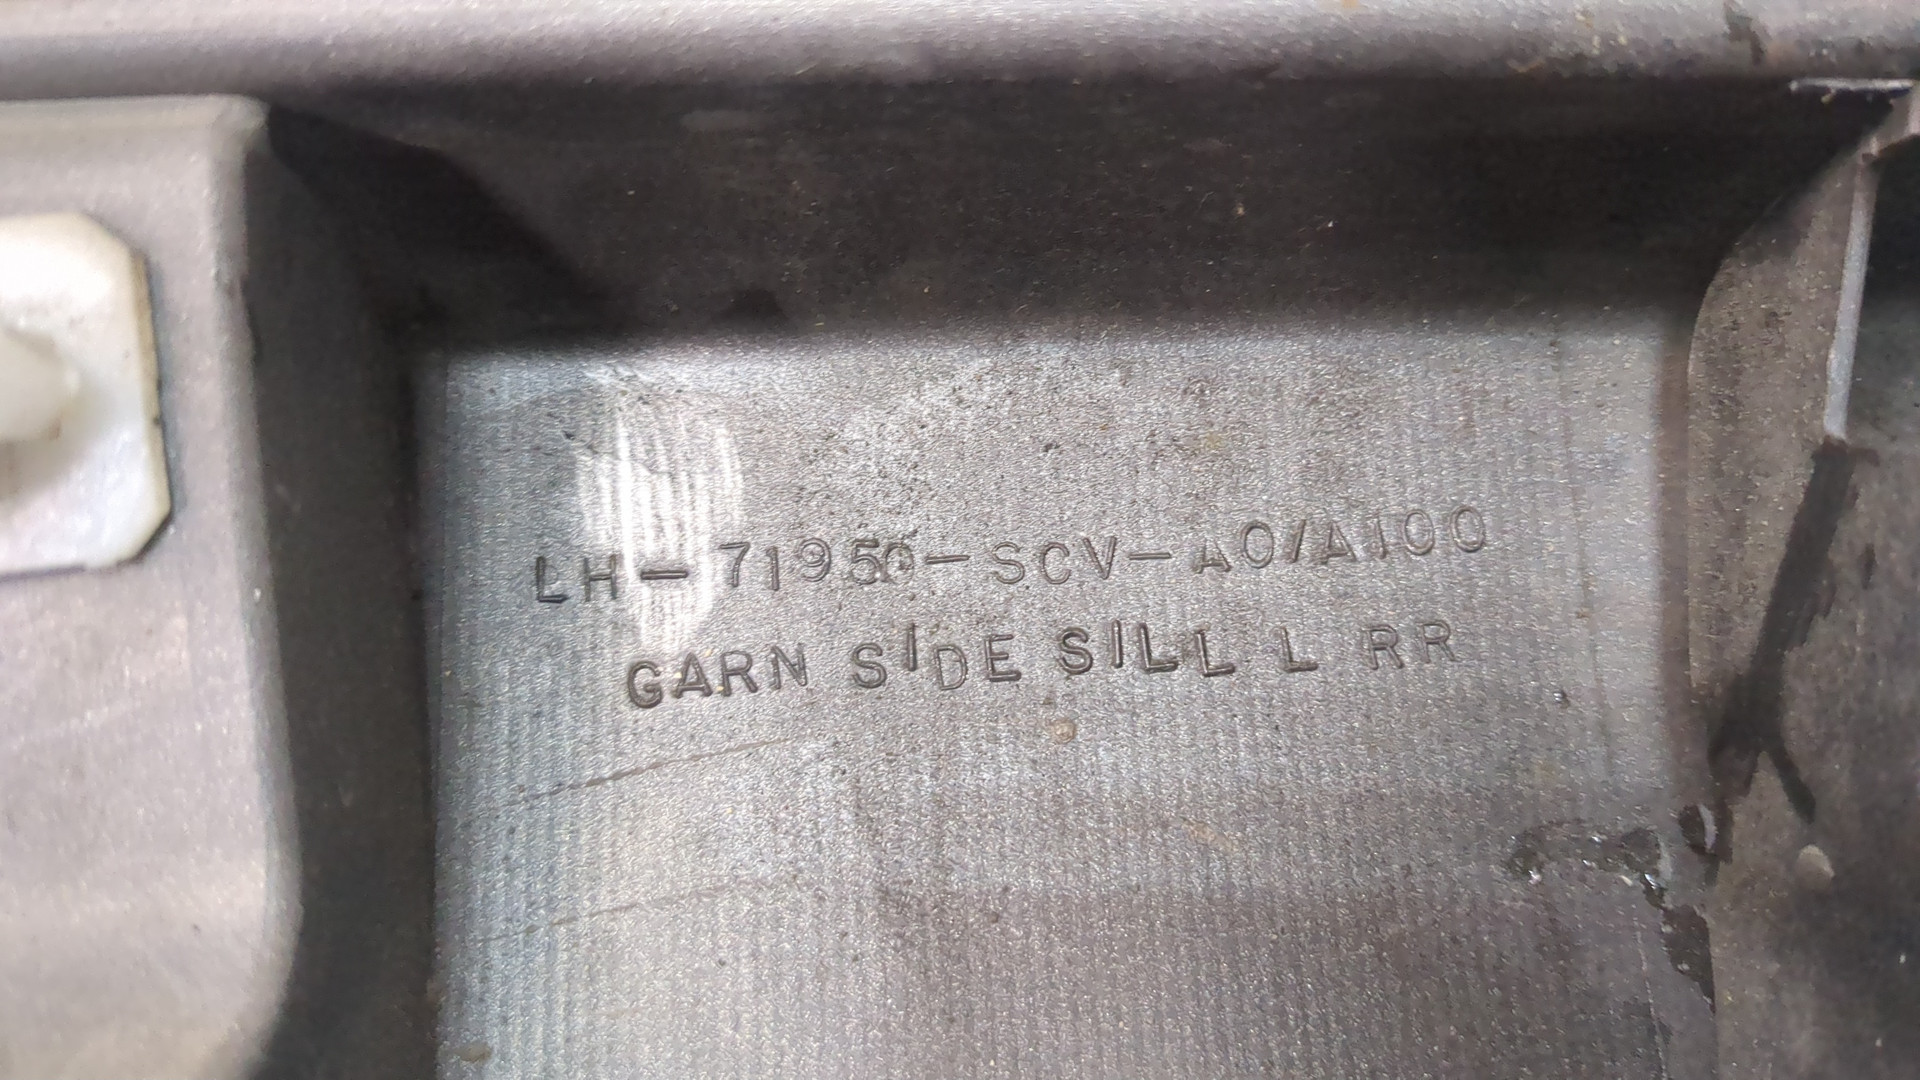 LH-71950-SCV-A0/A100
GARN SIDE SILL L RR